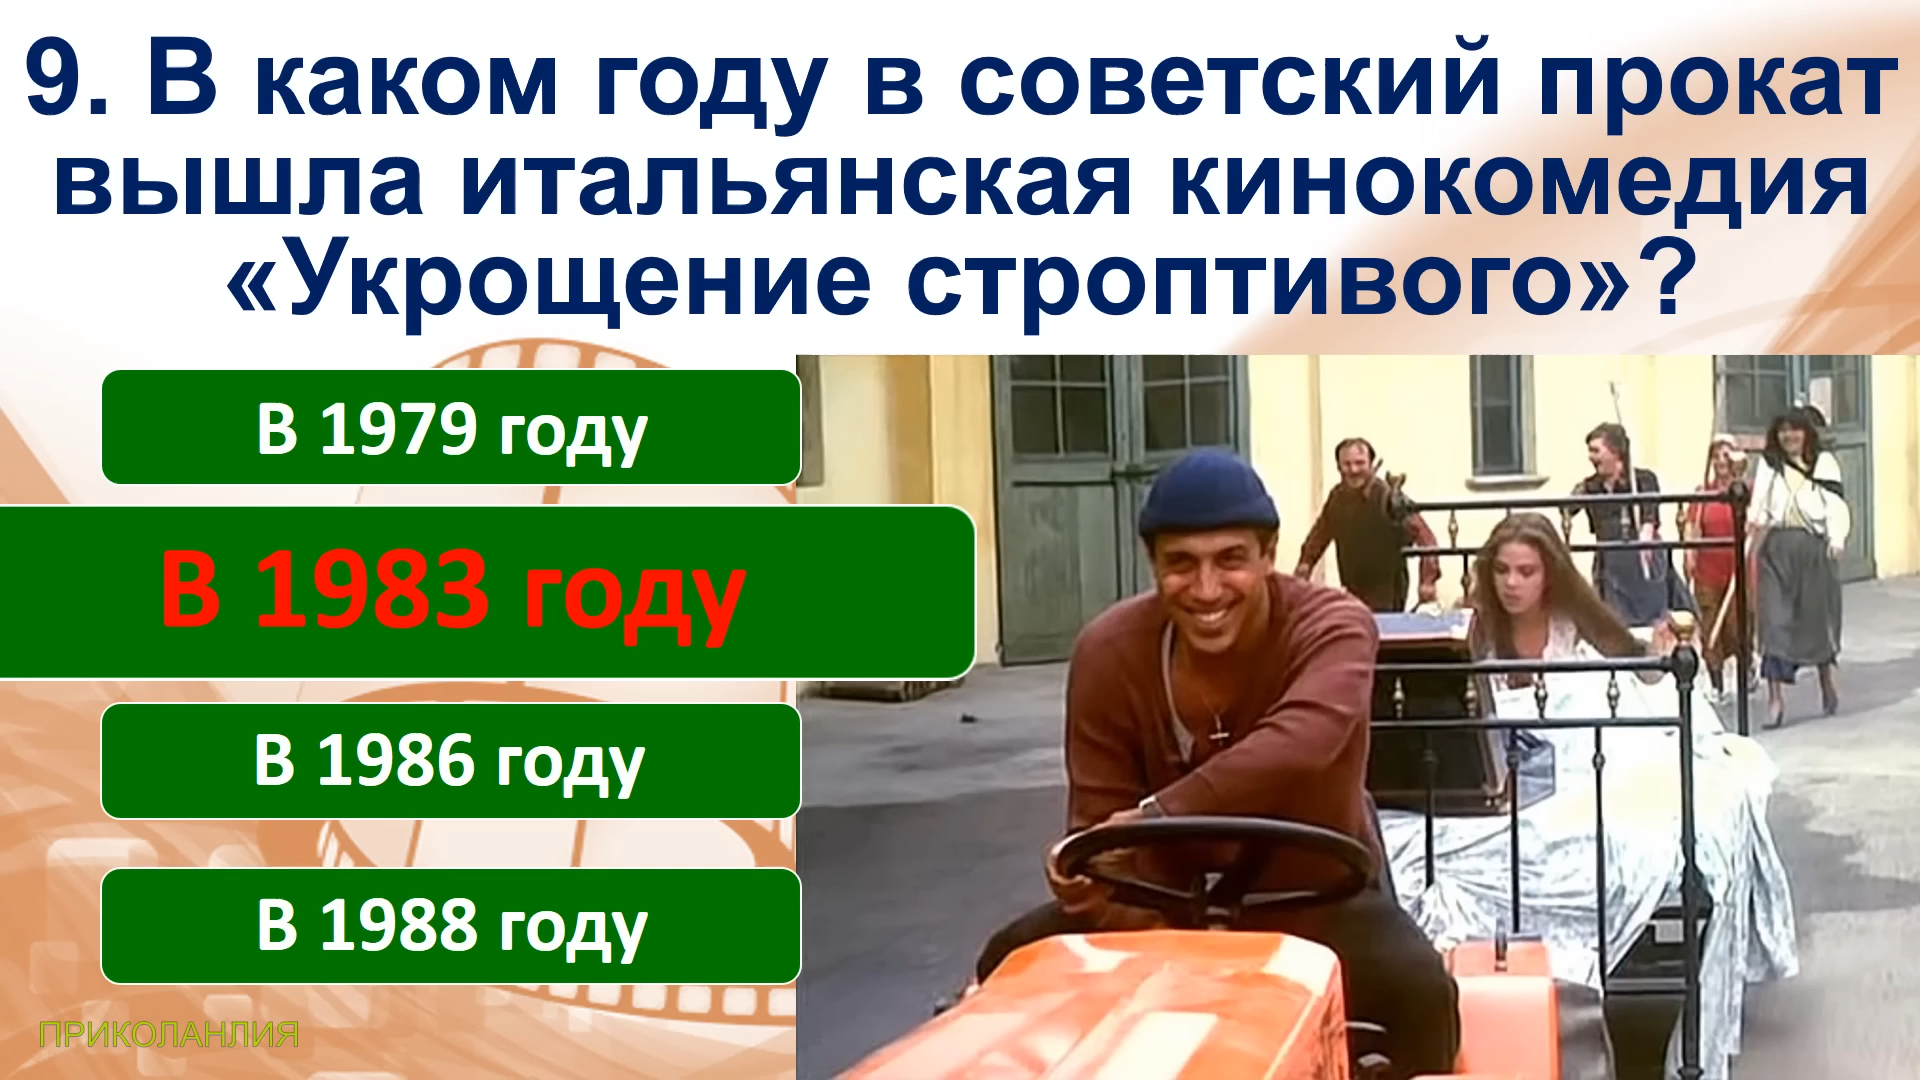 9. В каком году в советский прокат
вышла итальянская кинокомедия
«Укрощение строптивого»?
В 1979 году
В 1983 году
В 1986 году
В 1988 году
ПРИКОЛАНЛИЯ